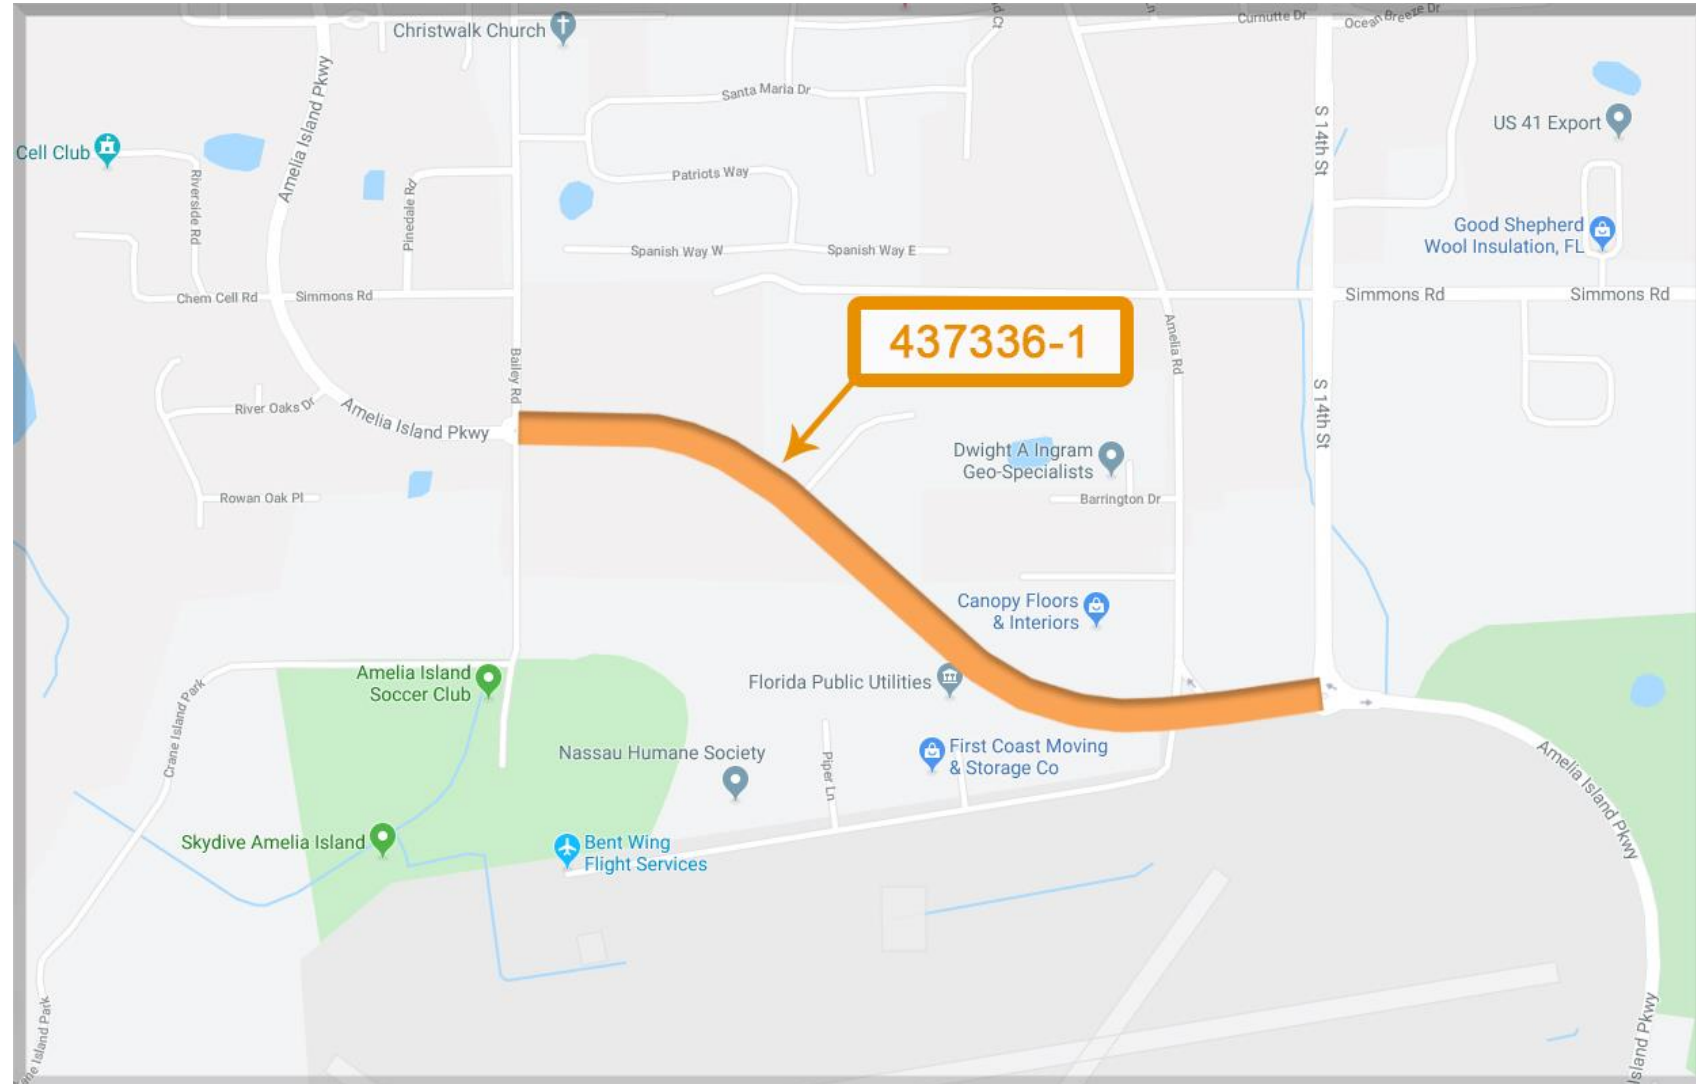 Christwalk Church
Curnutte Dr
Ocean Breeze Dr
Amelia Island Pkwy
Santa Maria Dr
S 14th St
US 41 Export
Cell Club
Riverside Rd
Pinedale Rd
Patriots Way
Spanish Way W
Spanish Way E
Good Shepherd
Wool Insulation, FL
Chem Cell Rd
Simmons Rd
Simmons Rd
Simmons Rd
437336-1
Amelia Rd
Bailey Rd
River Oaks Dr
Amelia Island Pkwy
S 14th St
Dwight A Ingram
Geo-Specialists
Rowan Oak Pl
Barrington Dr
Canopy Floors
& Interiors
Amelia Island
Soccer Club
Florida Public Utilities
Crane Island Park
Nassau Humane Society
Piper Ln
First Coast Moving
& Storage Co
Amelia Island Pkwy
Skydive Amelia Island
Bent Wing
Flight Services
Island Park
Island Pkwy